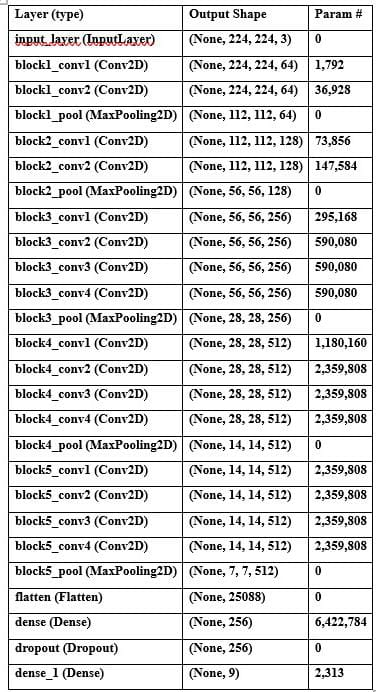 Layer (type) Output Shape Param #
input_layer (InputLayer) (None, 224, 224, 3) 0
block1_conv1 (Conv2D) (None, 224, 224, 64) 1,792
block1_conv2 (Conv2D) (None, 224, 224, 64) 36,928
block1_pool (MaxPooling2D) (None, 112, 112, 64) 0
block2_conv1 (Conv2D) (None, 112, 112, 128) 73,856
block2_conv2 (Conv2D) (None, 112, 112, 128) 147,584
block2_pool (MaxPooling2D) (None, 56, 56, 128) 0
block3_conv1 (Conv2D) (None, 56, 56, 256) 295,168
block3_conv2 (Conv2D) (None, 56, 56, 256) 590,080
block3_conv3 (Conv2D) (None, 56, 56, 256) 590,080
block3_conv4 (Conv2D) (None, 56, 56, 256) 590,080
block3_pool (MaxPooling2D) (None, 28, 28, 256) 0
block4_conv1 (Conv2D) (None, 28, 28, 512) 1,180,160
block4_conv2 (Conv2D) (None, 28, 28, 512) 2,359,808
block4_conv3 (Conv2D) (None, 28, 28, 512) 2,359,808
block4_conv4 (Conv2D) (None, 28, 28, 512) 2,359,808
block4_pool (MaxPooling2D) (None, 14, 14, 512) 0
block5_conv1 (Conv2D) (None, 14, 14, 512) 2,359,808
block5_conv2 (Conv2D) (None, 14, 14, 512) 2,359,808
block5_conv3 (Conv2D) (None, 14, 14, 512) 2,359,808
block5_conv4 (Conv2D) (None, 14, 14, 512) 2,359,808
block5_pool (MaxPooling2D) (None, 7, 7, 512) 0
flatten (Flatten) (None, 25088) 0
dense (Dense) (None, 256) 6,422,784
dropout (Dropout) (None, 256) 0
dense_1 (Dense) (None, 9) 2,313